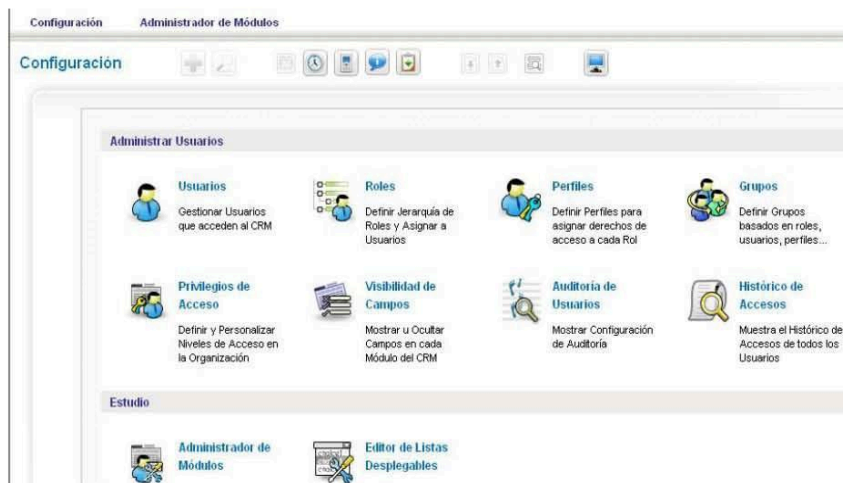 Configuración Administrador de Módulos
Configuración
Administrar Usuarios
Usuarios
Gestionar Usuarios
que acceden al CRM
Roles
Definir Jerarquía de
Roles y Asignar a
Usuarios
Perfiles
Definir Perfiles para
asignar derechos de
acceso a cada Rol
Grupos
Definir Grupos
basados en roles,
usuarios, perfiles...
Privilegios de
Acceso
Definir y Personalizar
Niveles de Acceso en
la Organización
Visibilidad de
Campos
Mostrar u Ocultar
Campos en cada
Módulo del CRM
Auditoría de
Usuarios
Mostrar Configuración
de Auditoría
Histórico de
Accesos
Muestra el Histórico de
Accesos de todos los
Usuarios
Estudio
Administrador de
Módulos
Editor de Listas
Desplegables